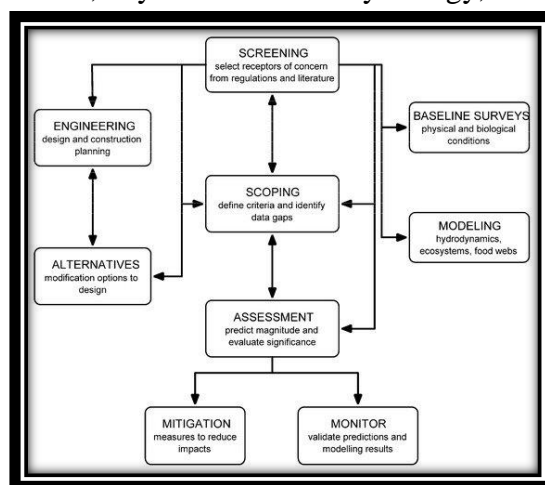 SCREENING
select receptors of concern
from regulations and literature
ENGINEERING
design and construction
planning
BASELINE SURVEYS
physical and biological
conditions
SCOPING
define criteria and identify
data gaps
MODELING
hydrodynamics,
ecosystems, food webs
ALTERNATIVES
modification options to
design
ASSESSMENT
predict magnitude and
evaluate significance
MITIGATION
measures to reduce
impacts
MONITOR
validate predictions and
modelling results